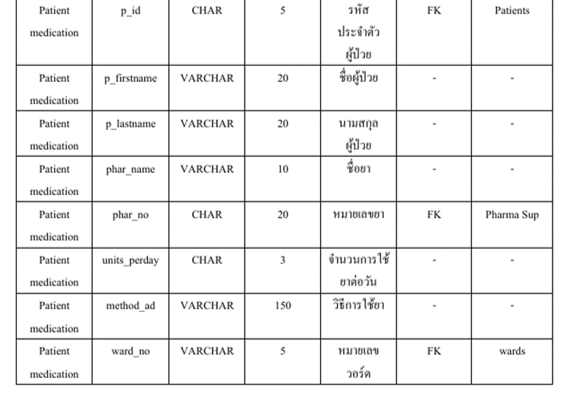 Patient medication p_id CHAR 5 รหัสประจำตัวผู้ป่วย FK Patients
Patient medication p_firstname VARCHAR 20 ชื่อผู้ป่วย - -
Patient medication p_lastname VARCHAR 20 นามสกุลผู้ป่วย - -
Patient medication phar_name VARCHAR 10 ชื่อยา - -
Patient medication phar_no CHAR 20 หมายเลขยา FK Pharma Sup
Patient medication units_perday CHAR 3 จำนวนการใช้ยาต่อวัน - -
Patient medication method_ad VARCHAR 150 วิธีการใช้ยา - -
Patient medication ward_no VARCHAR 5 หมายเลขวอร์ด FK wards